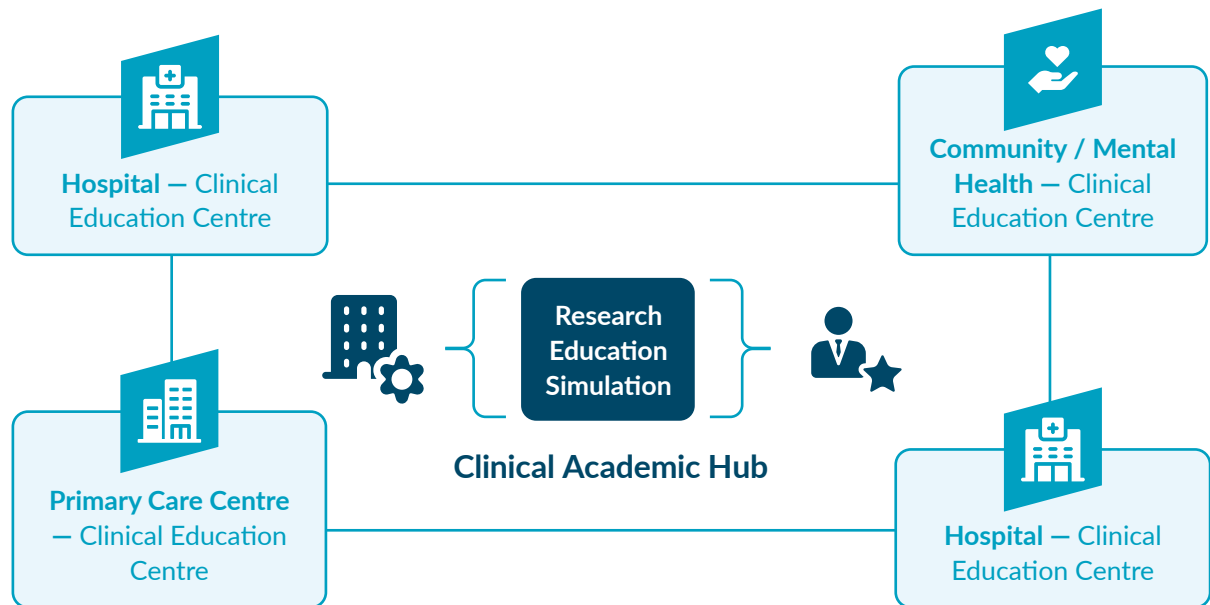 Hospital — Clinical
Education Centre
Community / Mental
Health — Clinical
Education Centre
Research
Education
Simulation
Clinical Academic Hub
Primary Care Centre
— Clinical Education
Centre
Hospital — Clinical
Education Centre